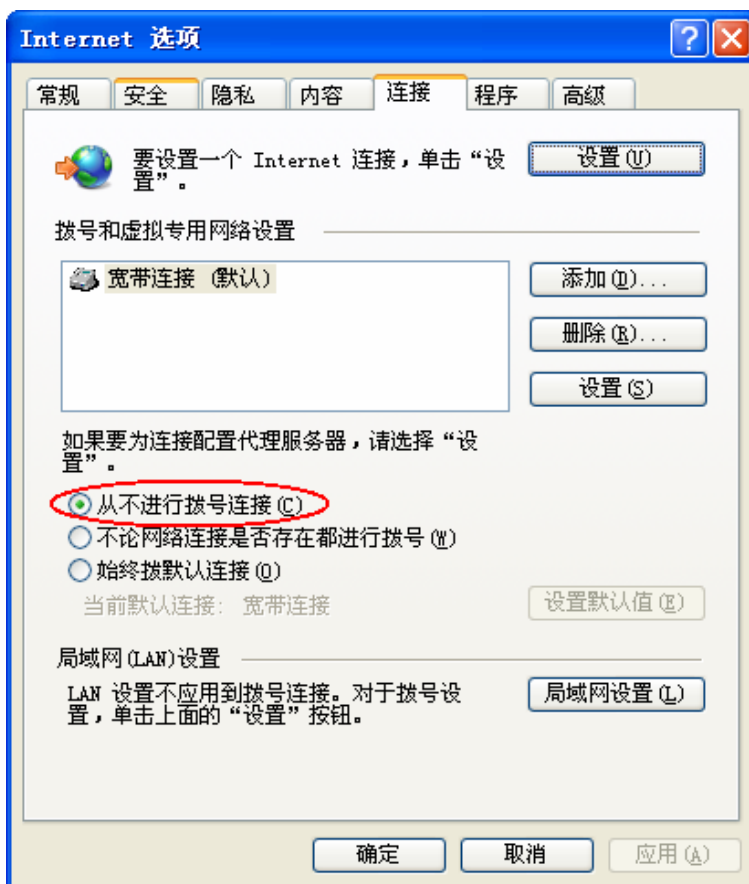 Internet 选项
常规 安全 隐私 内容 连接 程序 高级
要设置一个 Internet 连接，单击“设
置”。
设置(U)
拨号和虚拟专用网络设置
宽带连接 (默认)
添加(D)...
删除(R)...
设置(S)
如果要为连接配置代理服务器，请选择“设
置”。
从不进行拨号连接(C)
不论网络连接是否存在都进行拨号(W)
始终拨默认连接(O)
当前默认连接: 宽带连接
设置默认值(E)
局域网(LAN)设置
LAN 设置不应用到拨号连接。对于拨号设
置，单击上面的“设置”按钮。
局域网设置(L)
确定 取消 应用(A)